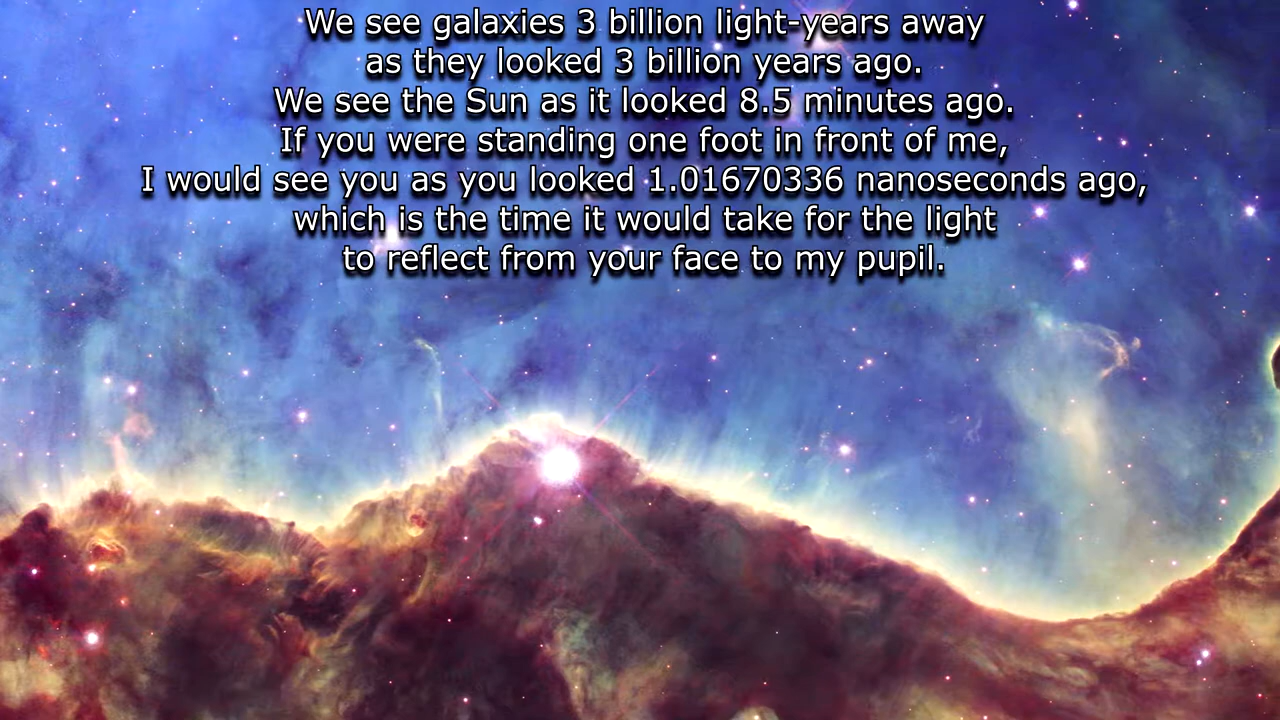 We see galaxies 3 billion light-years away
as they looked 3 billion years ago.
We see the Sun as it looked 8.5 minutes ago.
If you were standing one foot in front of me,
I would see you as you looked 1.01670336 nanoseconds ago,
which is the time it would take for the light
to reflect from your face to my pupil.